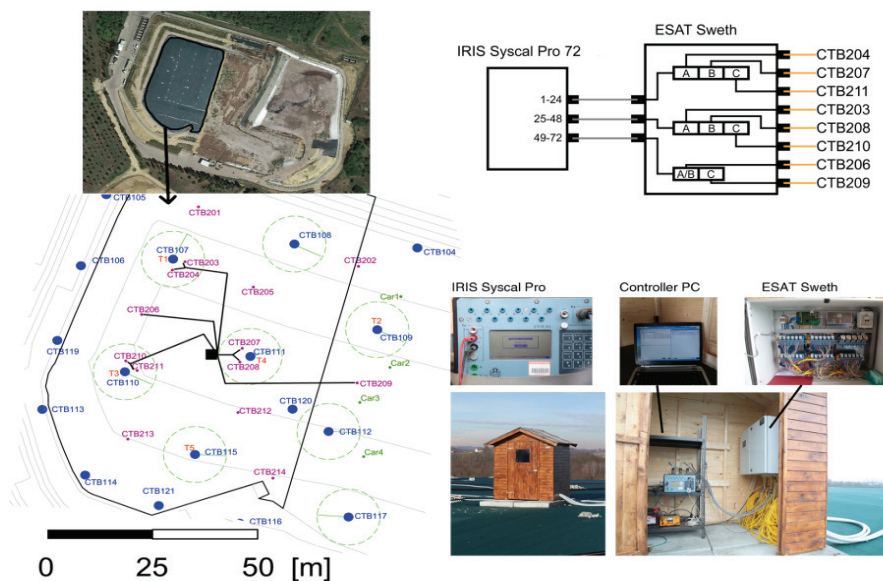 ESAT Sweth
IRIS Syscal Pro 72
1-24
25-48
49-72
A B C
A B C
A/B C
CTB204
CTB207
CTB211
CTB203
CTB208
CTB210
CTB206
CTB209
CTB105
CTB201
CTB108
CTB104
CTB107
T1
CTB203
CTB204
CTB202
CTB106
CTB205
Car1
CTB206
T2
CTB109
CTB119
CTB207
CTB111
T4
CTB208
CTB210
CTB211
T3
CTB110
Car2
CTB209
Car3
CTB113
CTB212
CTB120
CTB112
CTB213
T5
CTB115
Car4
CTB114
CTB214
CTB121
CTB116
CTB117
0 25 50 [m]
IRIS Syscal Pro
Controller PC
ESAT Sweth